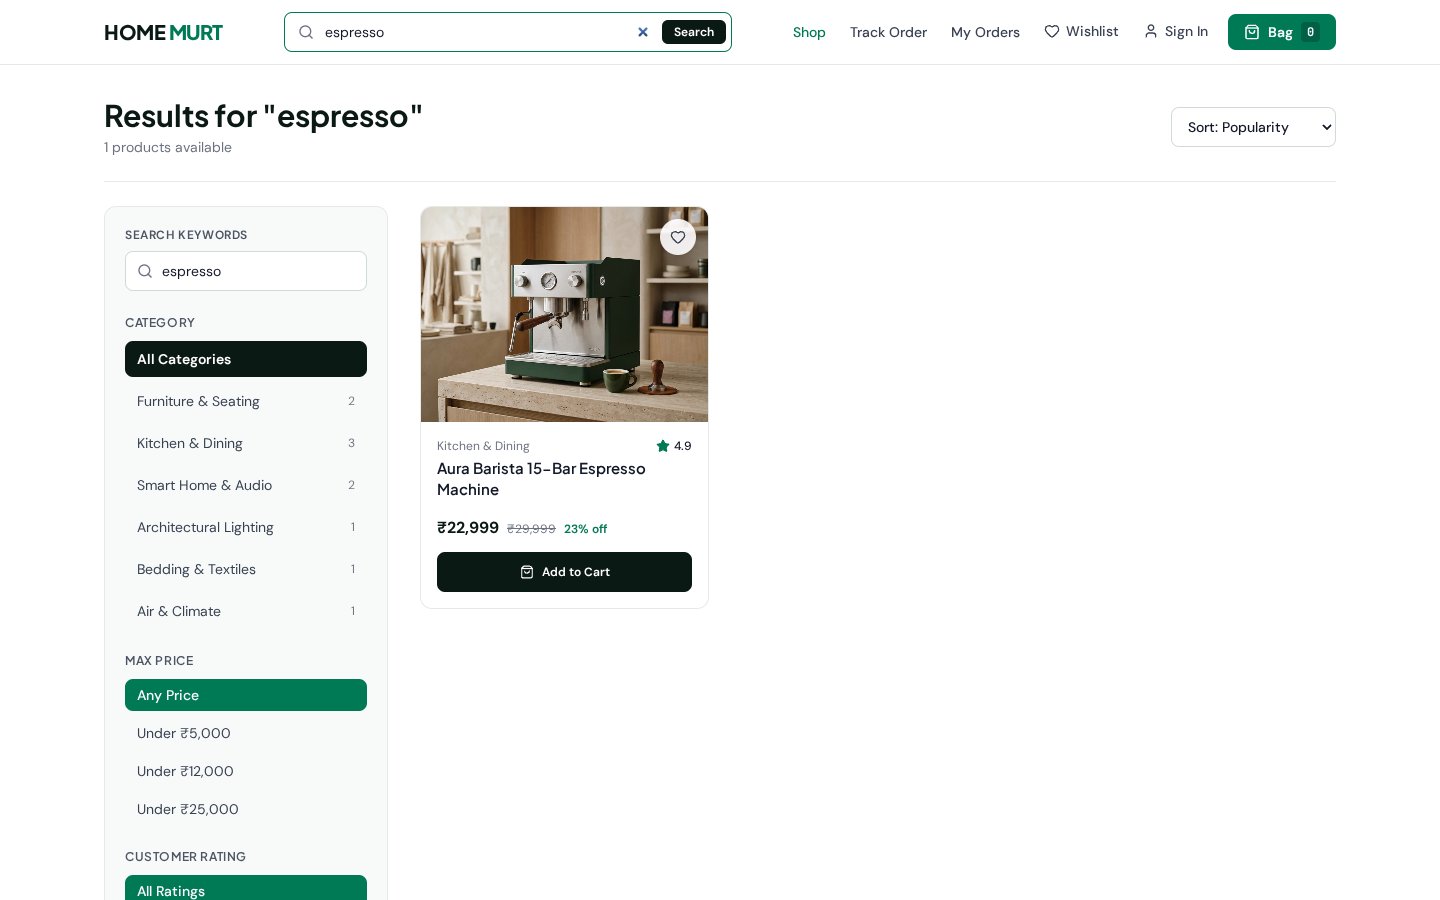 HOME MURT
espresso
Search
Shop
Track Order
My Orders
Wishlist
Sign In
Bag 0
Results for "espresso"
1 products available
Sort: Popularity
SEARCH KEYWORDS
espresso
CATEGORY
All Categories
Furniture & Seating 2
Kitchen & Dining 3
Smart Home & Audio 2
Architectural Lighting 1
Bedding & Textiles 1
Air & Climate 1
MAX PRICE
Any Price
Under ₹5,000
Under ₹12,000
Under ₹25,000
CUSTOMER RATING
All Ratings
Kitchen & Dining 4.9
Aura Barista 15-Bar Espresso
Machine
₹22,999 ₹29,999 23% off
Add to Cart